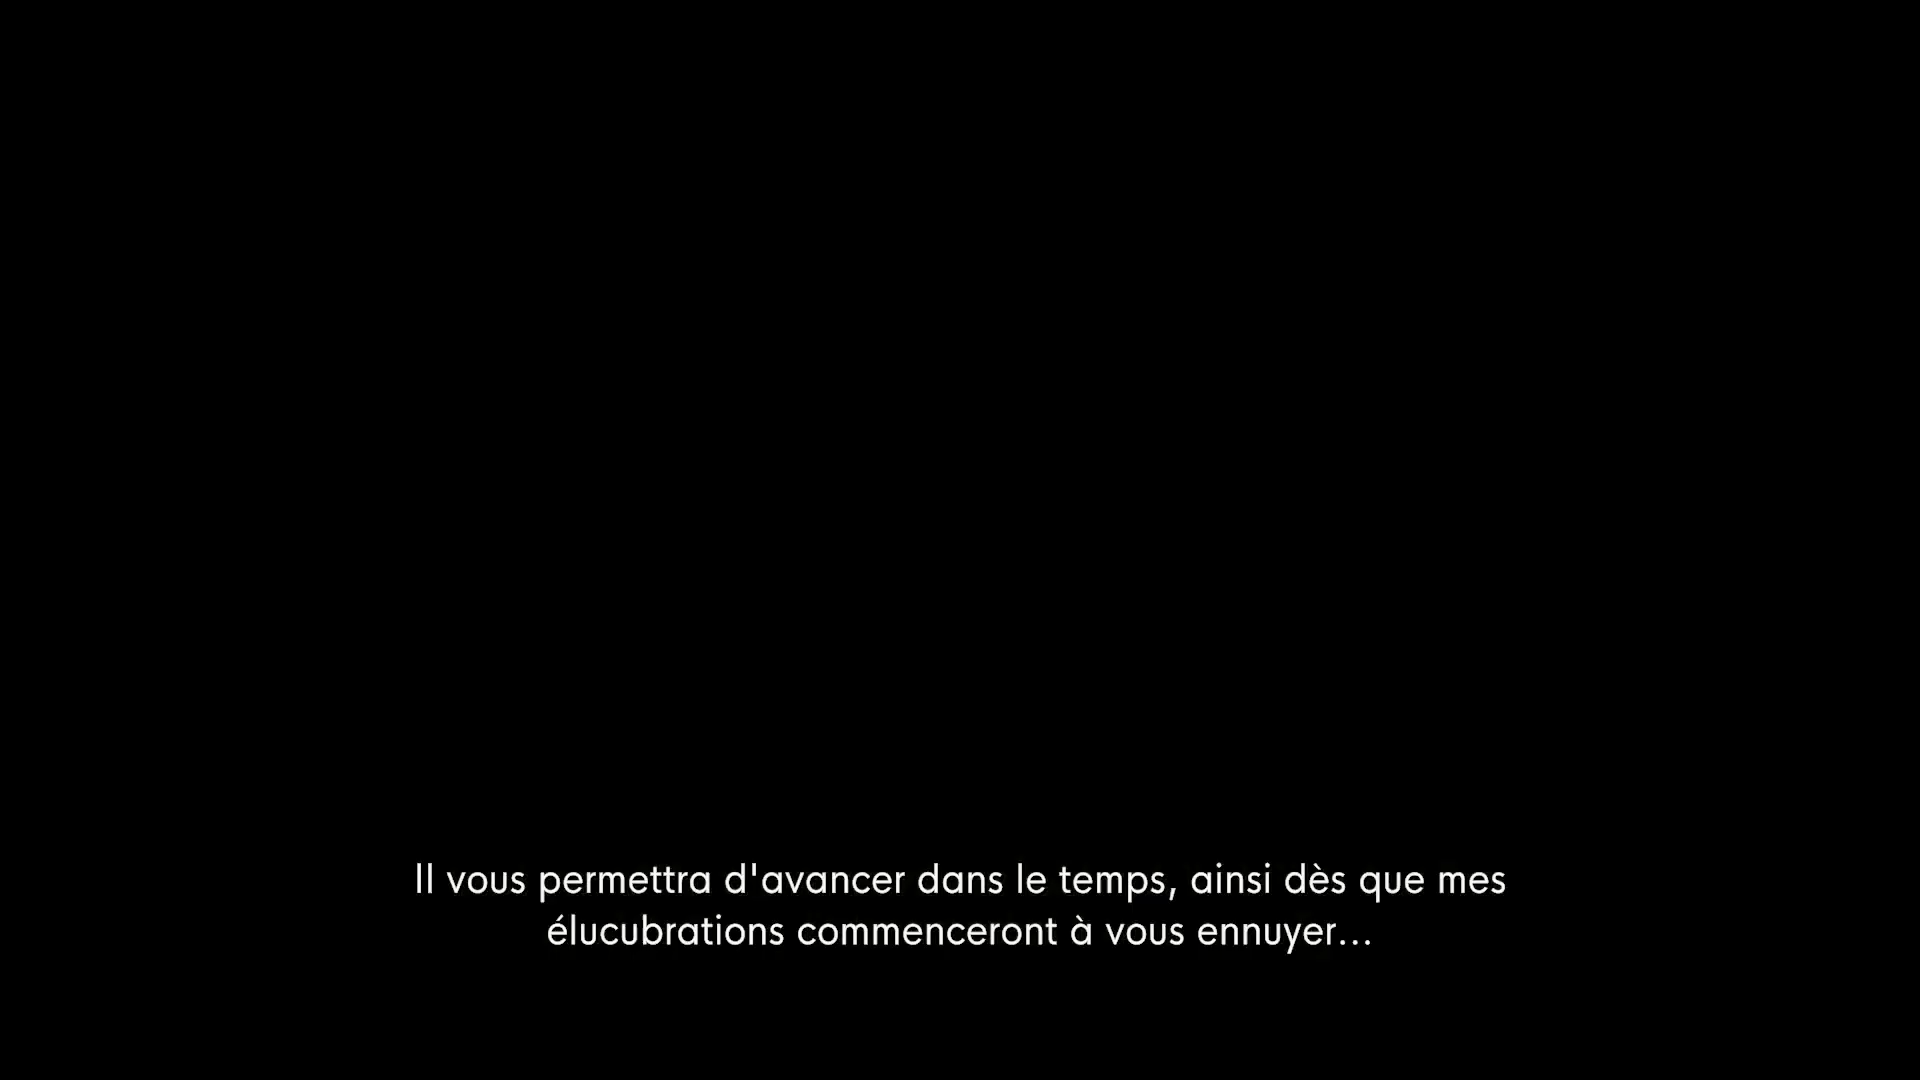 Il vous permettra d'avancer dans le temps, ainsi dès que mes
élucubrations commenceront à vous ennuyer...